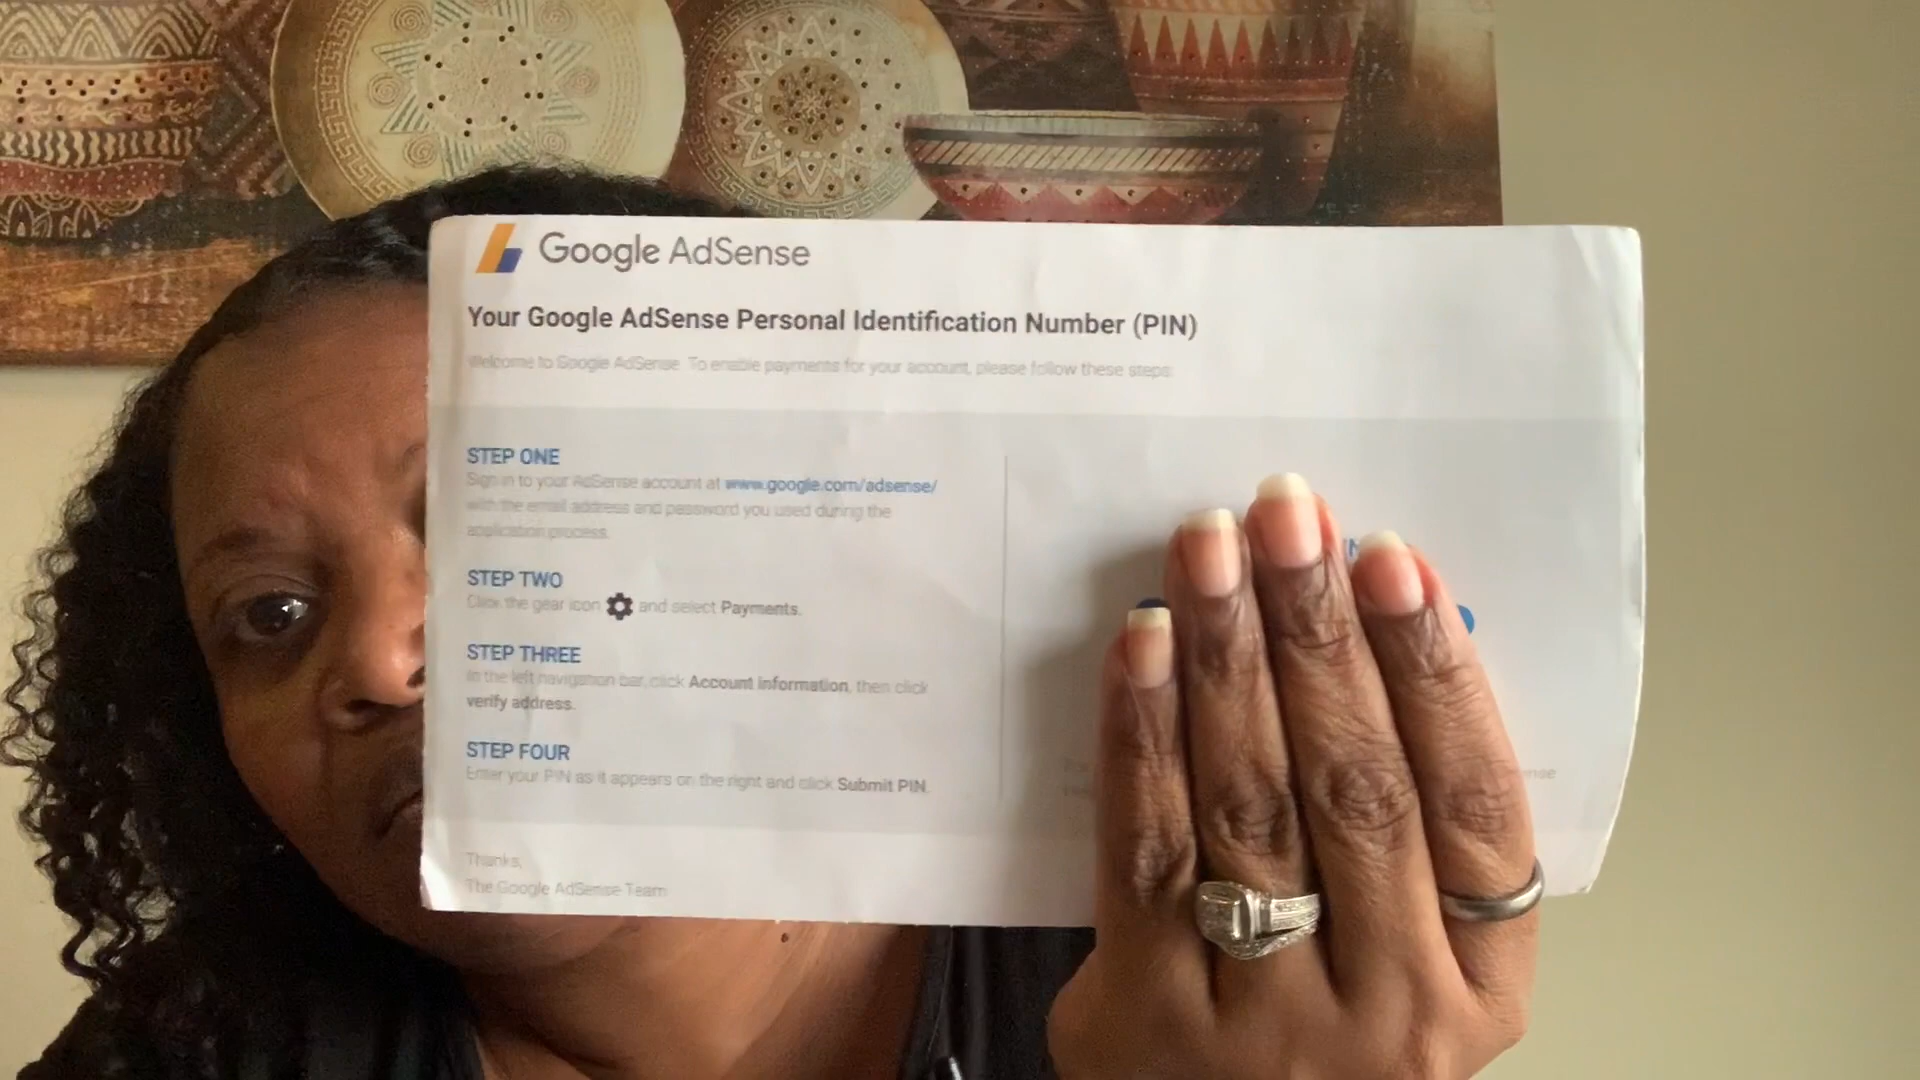 Google AdSense
Your Google AdSense Personal Identification Number (PIN)
Welcome to Google AdSense. To enable payments for your account, please follow these steps:
STEP ONE
Sign in to your AdSense account at www.google.com/adsense/
with the email address and password you used during the
application process.
STEP TWO
Click the gear icon and select Payments.
STEP THREE
In the left navigation bar, click Account information, then click
verify address.
STEP FOUR
Enter your PIN as it appears on the right and click Submit PIN.
Thanks,
The Google AdSense Team